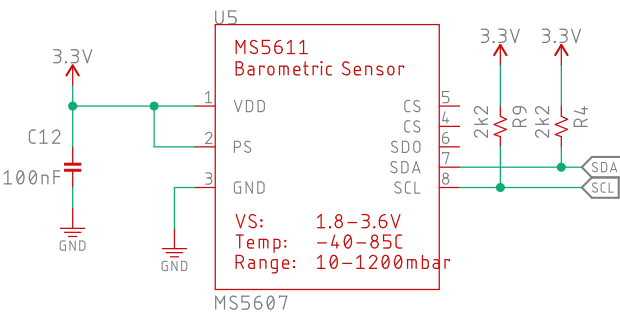 U5
3.3V
3.3V
3.3V
MS5611
Barometric Sensor
1
VDD
CS
5
CS
4
2k2
R9
2k2
R4
C12
2
PS
SDO
6
SDA
7
SDA
100nF
3
GND
SCL
8
SCL
VS: 1.8-3.6V
Temp: -40-85C
Range: 10-1200mbar
GND
GND
MS5607